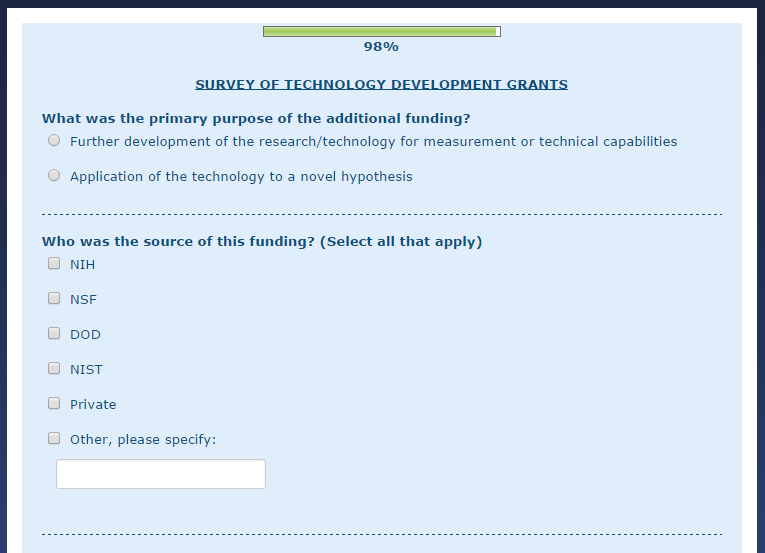 98%
SURVEY OF TECHNOLOGY DEVELOPMENT GRANTS
What was the primary purpose of the additional funding?
Further development of the research/technology for measurement or technical capabilities
Application of the technology to a novel hypothesis
Who was the source of this funding? (Select all that apply)
NIH
NSF
DOD
NIST
Private
Other, please specify: